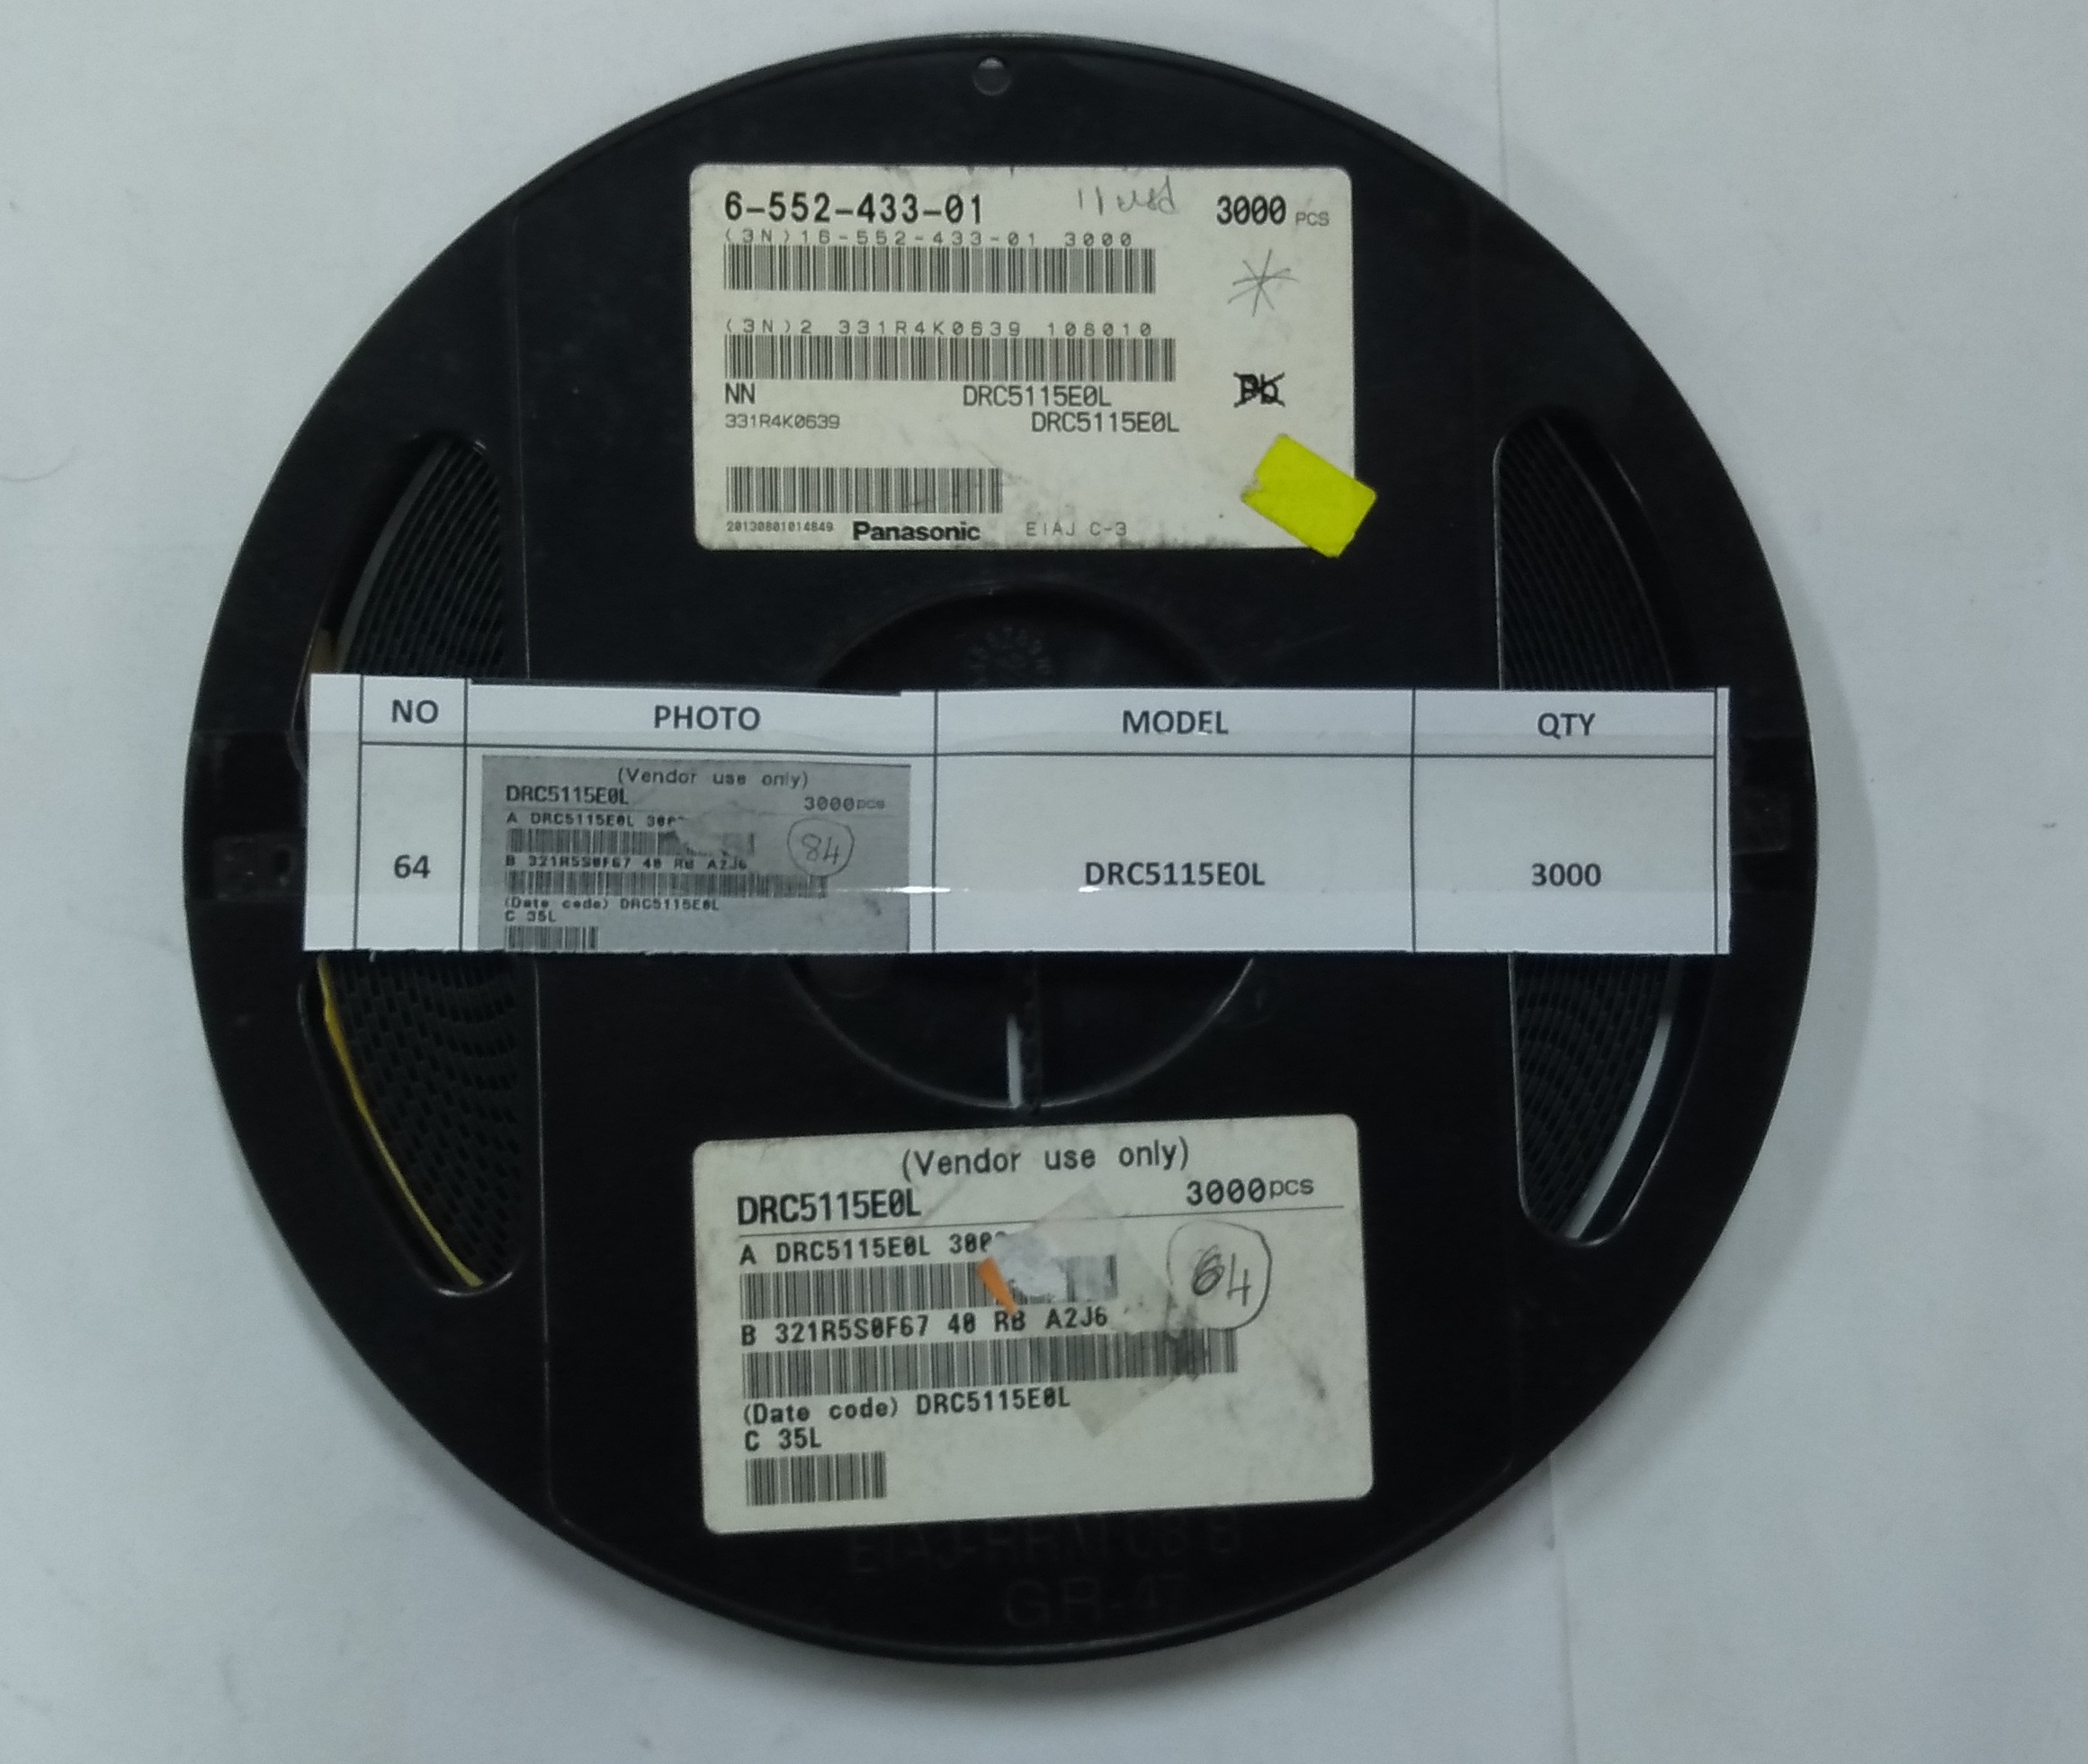 6-552-433-01 3000 PCS
(3N)16-552-433-01 3000
(3N)2 331R4K0639 108010
Pb
NN DRC5115E0L
331R4K0639 DRC5115E0L
20130801014849 Panasonic EIAJ C-3
NO PHOTO MODEL QTY
64 DRC5115E0L 3000
(Vendor use only)
DRC5115E0L 3000pcs
A DRC5115E0L
84
B 321R5S0F67 40 RB A2J6
(Date code) DRC5115E0L
C 35L
(Vendor use only)
DRC5115E0L 3000pcs
A DRC5115E0L 300
64
B 321R5S0F67 40 RB A2J6
(Date code) DRC5115E0L
C 35L